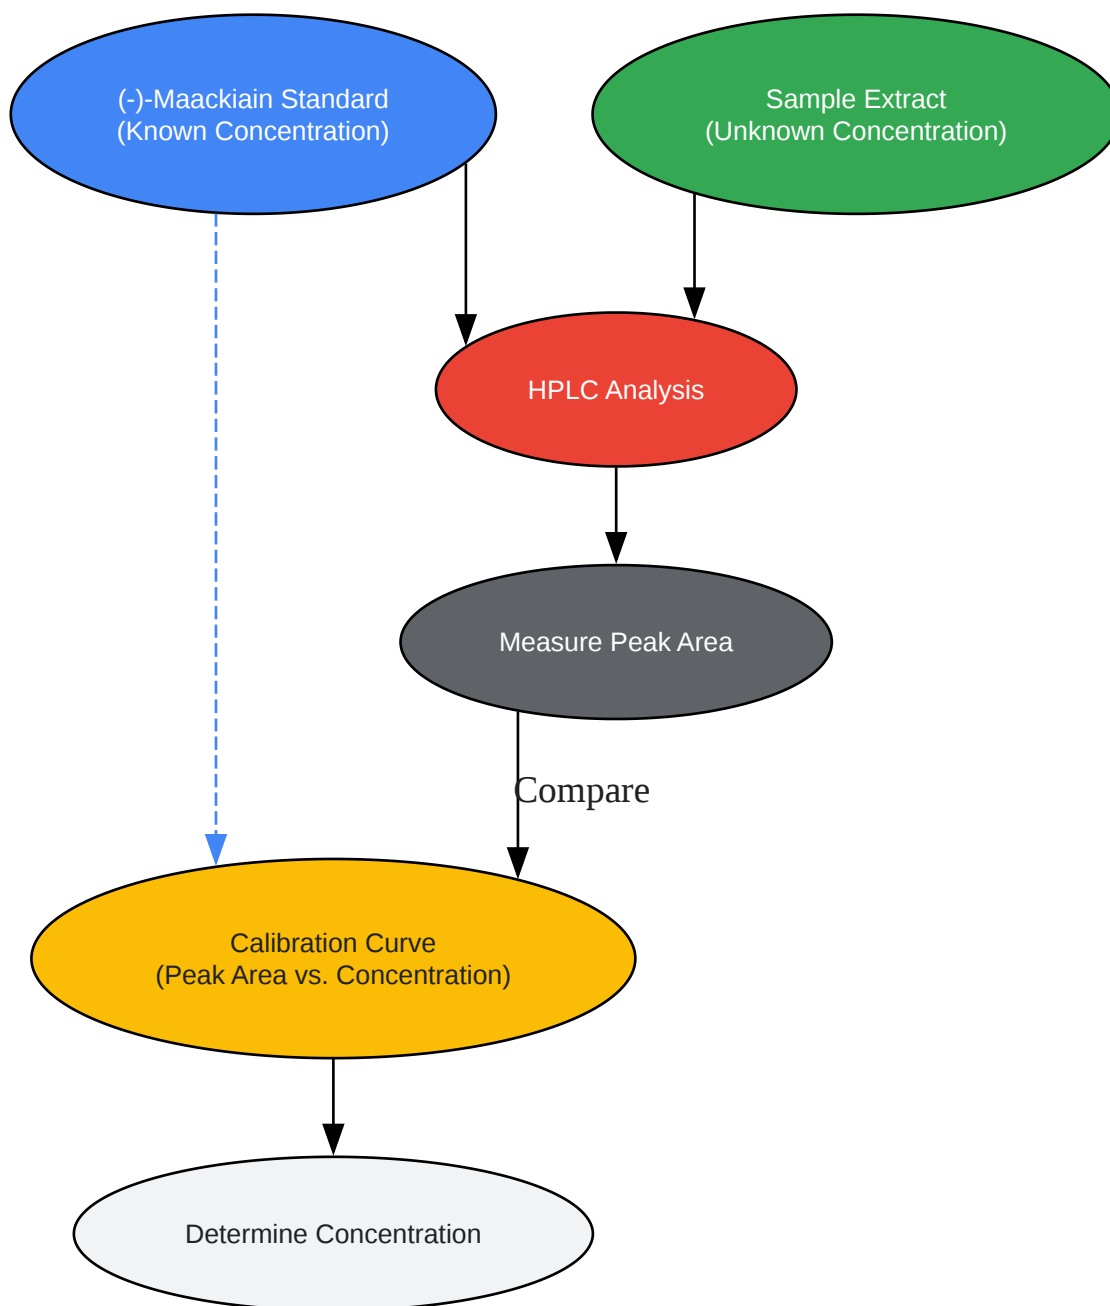 (-)-Maackiain Standard
(Known Concentration)
Sample Extract
(Unknown Concentration)
HPLC Analysis
Measure Peak Area
Compare
Calibration Curve
(Peak Area vs. Concentration)
Determine Concentration